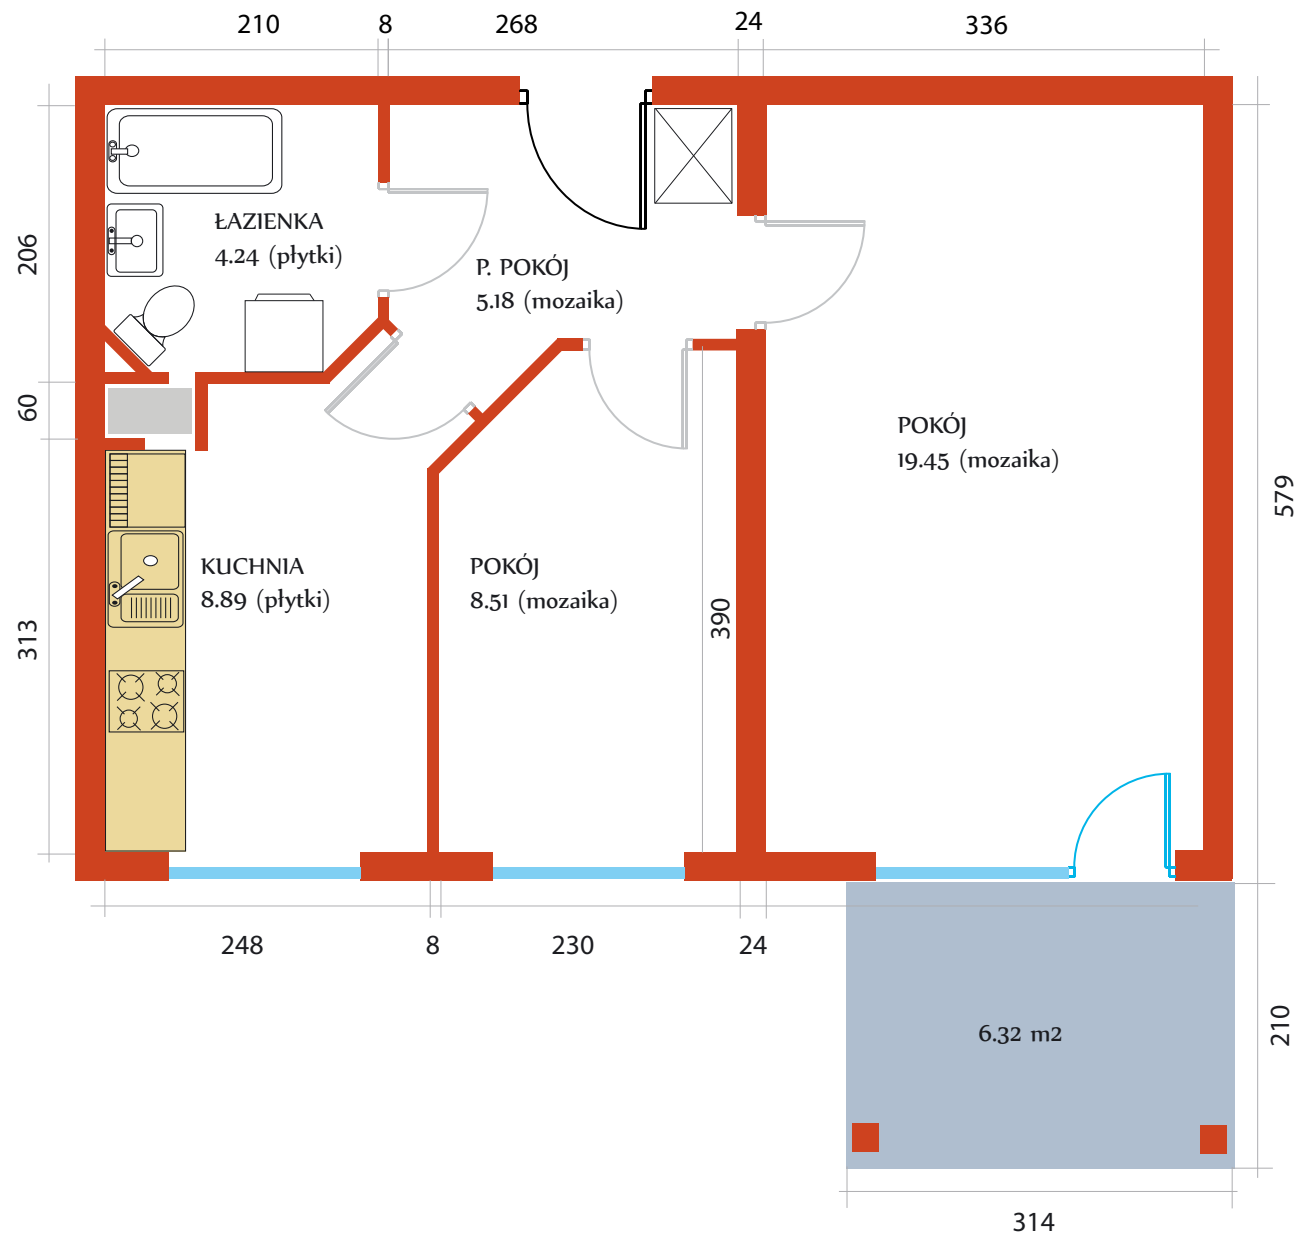 210 8 268 24 336
ŁAZIENKA
4.24 (płytki)
206
P. POKÓJ
5.18 (mozaika)
60
POKÓJ
19.45 (mozaika)
579
KUCHNIA
8.89 (płytki)
POKÓJ
8.51 (mozaika)
390
313
248 8 230 24
6.32 m2
210
314